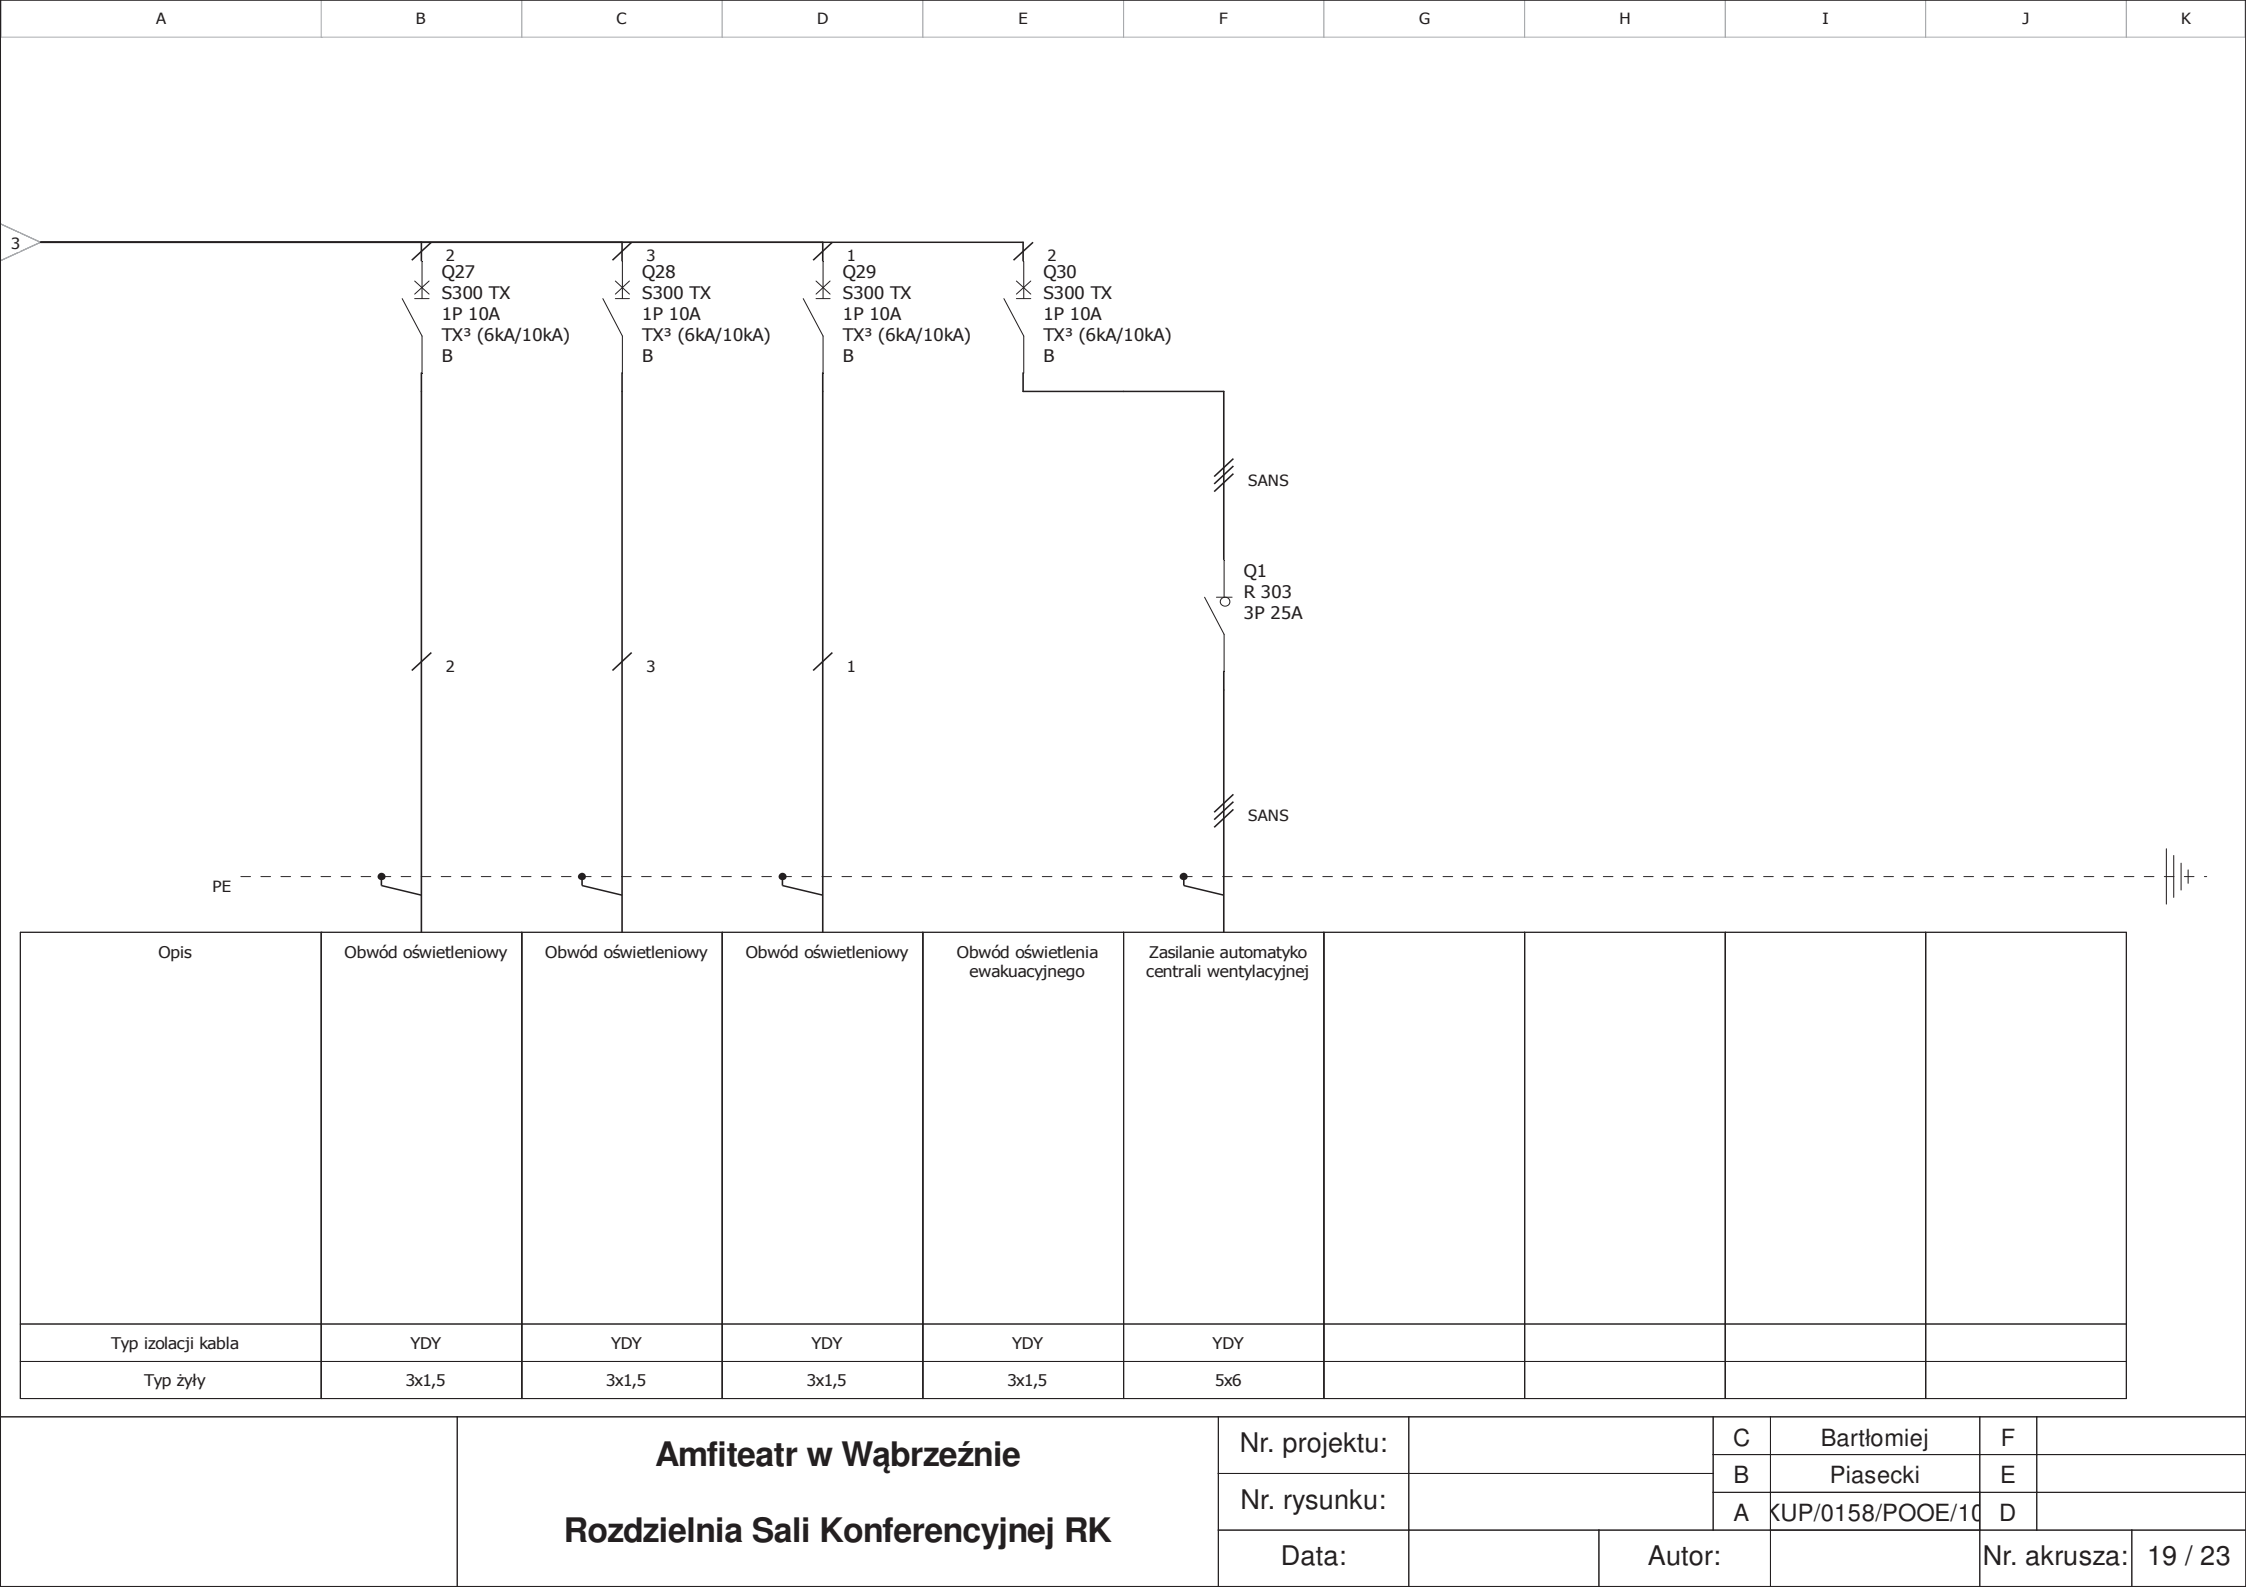 A B C D E F G H I J K
3
2 3 1 2
Q27 Q28 Q29 Q30
S300 TX S300 TX S300 TX S300 TX
1P 10A 1P 10A 1P 10A 1P 10A
TX³ (6kA/10kA) TX³ (6kA/10kA) TX³ (6kA/10kA) TX³ (6kA/10kA)
B B B B
SANS
Q1
R 303
3P 25A
2 3 1
SANS
PE
Opis Obwód oświetleniowy Obwód oświetleniowy Obwód oświetleniowy Obwód oświetlenia Zasilanie automatyko
ewakuacyjnego centrali wentylacyjnej
Typ izolacji kabla YDY YDY YDY YDY YDY
Typ żyły 3x1,5 3x1,5 3x1,5 3x1,5 5x6
Amfiteatr w Wąbrzeźnie
Rozdzielnia Sali Konferencyjnej RK
Nr. projektu:
Nr. rysunku:
Data:
Autor:
C Bartłomiej F
B Piasecki E
A KUP/0158/POOE/10 D
Nr. akrusza: 19 / 23